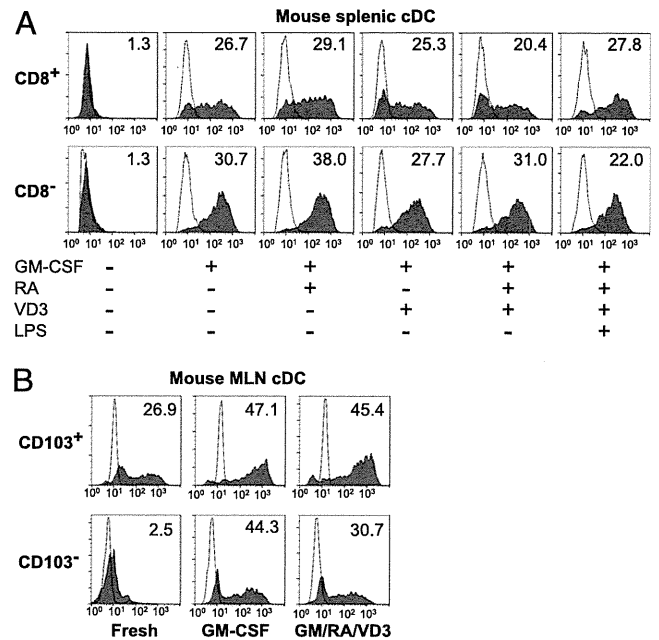 A
Mouse splenic cDC
CD8+
1.3 26.7 29.1 25.3 20.4 27.8
10⁰ 10¹ 10² 10³ 10⁰ 10¹ 10² 10³ 10⁰ 10¹ 10² 10³ 10⁰ 10¹ 10² 10³ 10⁰ 10¹ 10² 10³ 10⁰ 10¹ 10² 10³
CD8-
1.3 30.7 38.0 27.7 31.0 22.0
10⁰ 10¹ 10² 10³ 10⁰ 10¹ 10² 10³ 10⁰ 10¹ 10² 10³ 10⁰ 10¹ 10² 10³ 10⁰ 10¹ 10² 10³ 10⁰ 10¹ 10² 10³
GM-CSF - + + + + +
RA - - + - + +
VD3 - - - + + +
LPS - - - - - +
B
Mouse MLN cDC
CD103+
26.9 47.1 45.4
10⁰ 10¹ 10² 10³ 10⁰ 10¹ 10² 10³ 10⁰ 10¹ 10² 10³
CD103-
2.5 44.3 30.7
10⁰ 10¹ 10² 10³ 10⁰ 10¹ 10² 10³ 10⁰ 10¹ 10² 10³
Fresh GM-CSF GM/RA/VD3